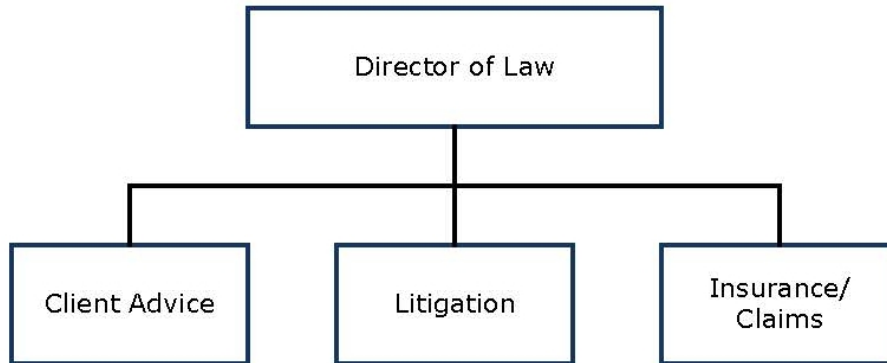 Director of Law
Client Advice
Litigation
Insurance/
Claims